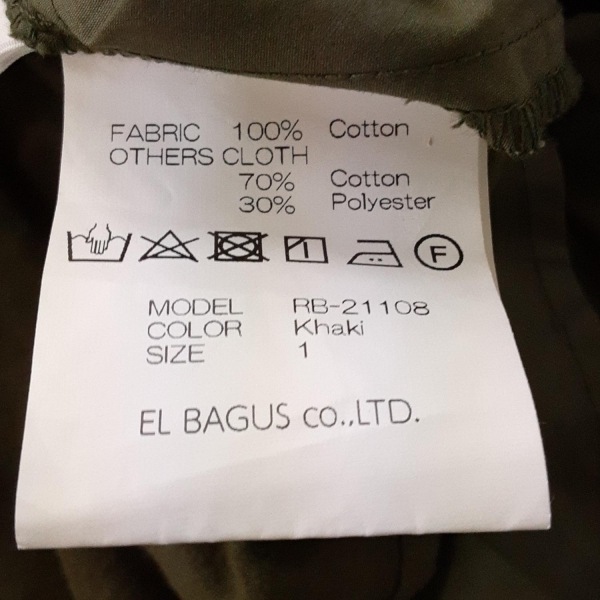 FABRIC 100% Cotton
OTHERS CLOTH
70% Cotton
30% Polyester
F
MODEL RB-21108
COLOR Khaki
SIZE 1
EL BAGUS CO.,LTD.